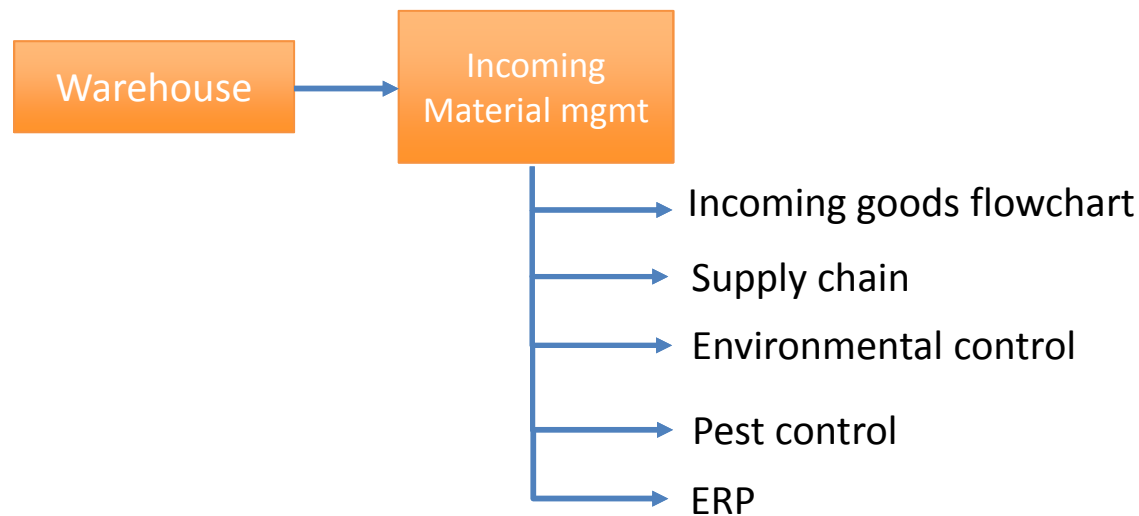 Warehouse
Incoming
Material mgmt
Incoming goods flowchart
Supply chain
Environmental control
Pest control
ERP